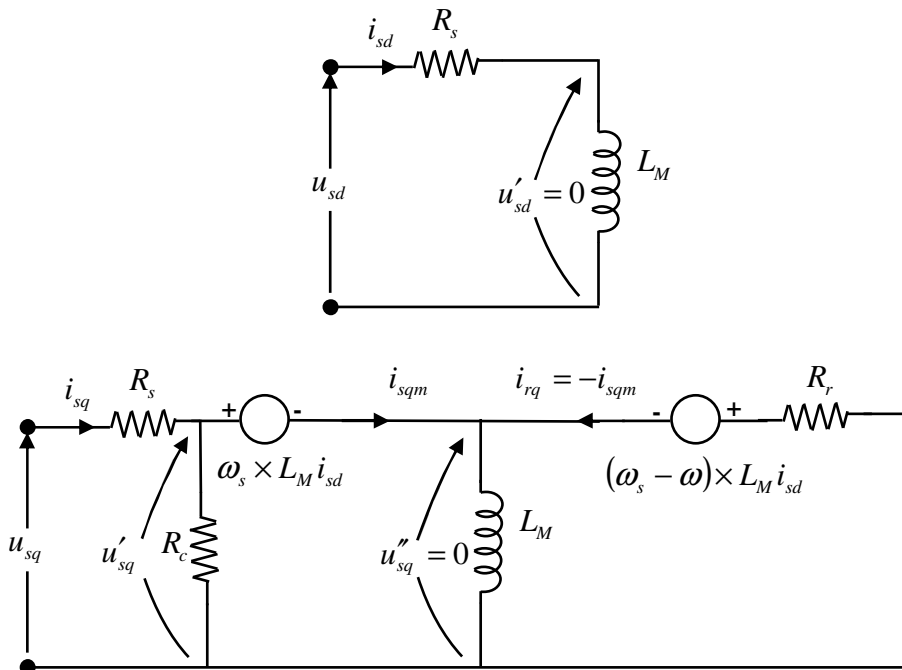 i_sd R_s
u_sd u′_sd = 0 L_M
i_sq R_s i_sqm i_rq = −i_sqm R_r
+ - - +
ω_s × L_M i_sd (ω_s − ω) × L_M i_sd
u_sq u′_sq R_c u″_sq = 0 L_M